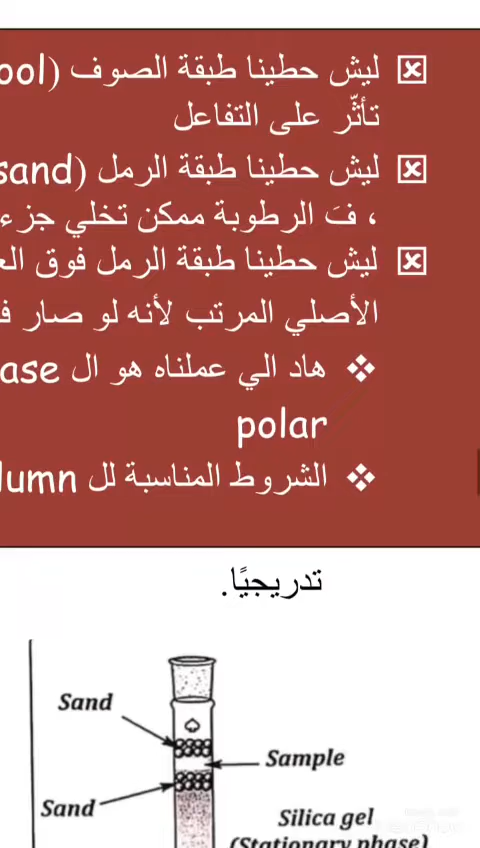 ليش حطينا طبقة الصوف (ool
تأثّر على التفاعل
ليش حطينا طبقة الرمل (sand
، فَ الرطوبة ممكن تخلي جزء
ليش حطينا طبقة الرمل فوق
الأصلي المرتب لأنه لو صار
هاد الي عملناه هو ال ase
polar
الشروط المناسبة لل lumn
تدريجيًا.
Sand
Sample
Sand
Silica gel
(Stationary phase)